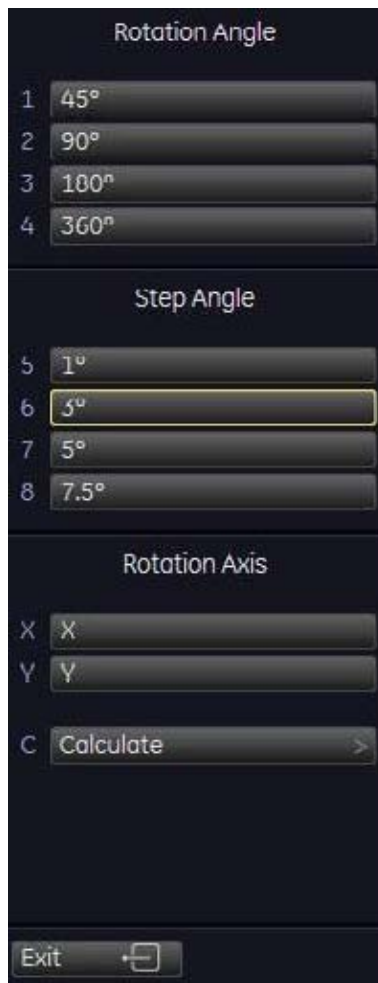 Rotation Angle
1 45°
2 90°
3 180°
4 360°
Step Angle
5 1°
6 3°
7 5°
8 7.5°
Rotation Axis
X X
Y Y
C Calculate >
Exit